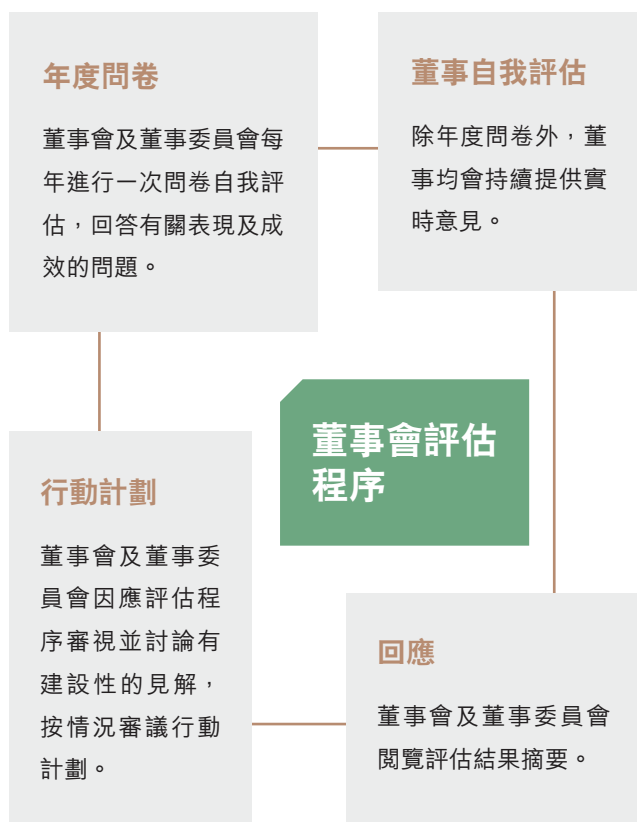 年度問卷
董事會及董事委員會每
年進行一次問卷自我評
估，回答有關表現及成
效的問題。
董事自我評估
除年度問卷外，董
事均會持續提供實
時意見。
董事會評估
程序
行動計劃
董事會及董事委
員會因應評估程
序審視並討論有
建設性的見解，
按情況審議行動
計劃。
回應
董事會及董事委員會
閱覽評估結果摘要。